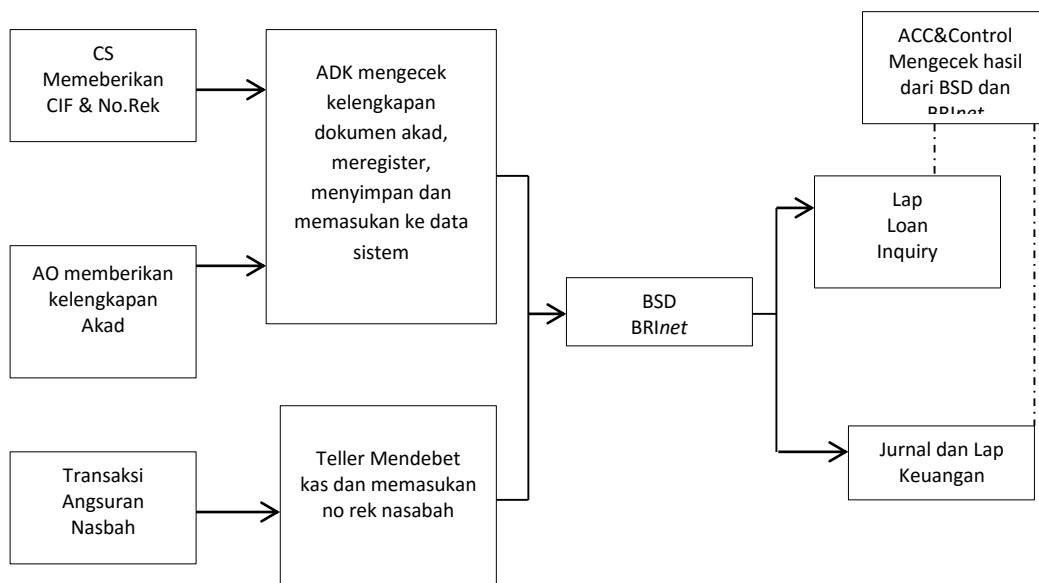 CS
Memeberikan
CIF & No.Rek
ADK mengecek
kelengkapan
dokumen akad,
meregister,
menyimpan dan
memasukan ke data
sistem
ACC&Control
Mengecek hasil
dari BSD dan
BRInet
AO memberikan
kelengkapan
Akad
Lap
Loan
Inquiry
BSD
BRInet
Transaksi
Angsuran
Nasbah
Teller Mendebet
kas dan memasukan
no rek nasabah
Jurnal dan Lap
Keuangan